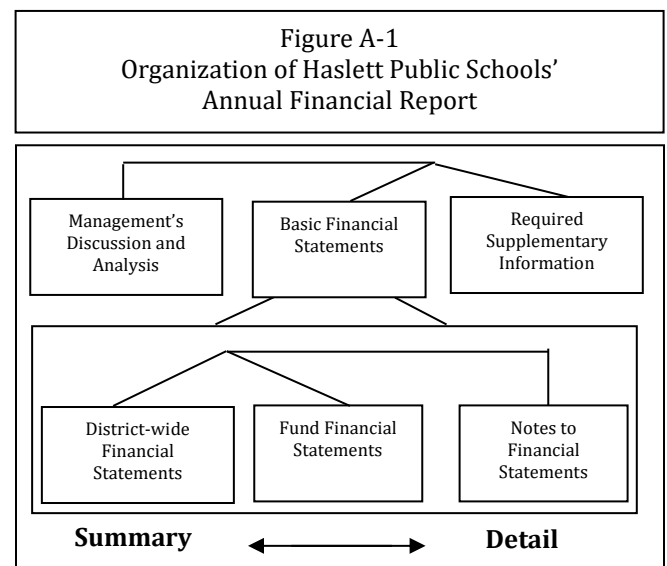 Figure A-1
Organization of Haslett Public Schools’
Annual Financial Report
Management’s
Discussion and
Analysis
Basic Financial
Statements
Required
Supplementary
Information
District-wide
Financial
Statements
Fund Financial
Statements
Notes to
Financial
Statements
Summary
Detail